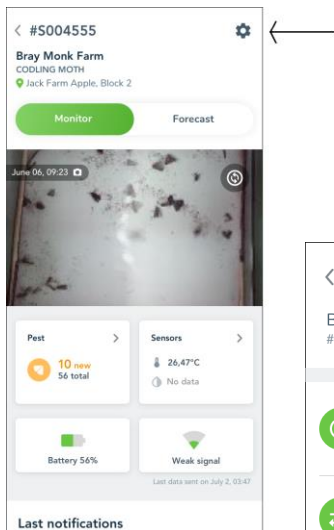 #S004555
Bray Monk Farm
CODLING MOTH
Jack Farm Apple, Block 2
Monitor Forecast
June 06, 09:23
Pest
10 new
56 total
Sensors
26,47°C
No data
Battery 56%
Weak signal
Last data sent on July 2, 03:47
Last notifications